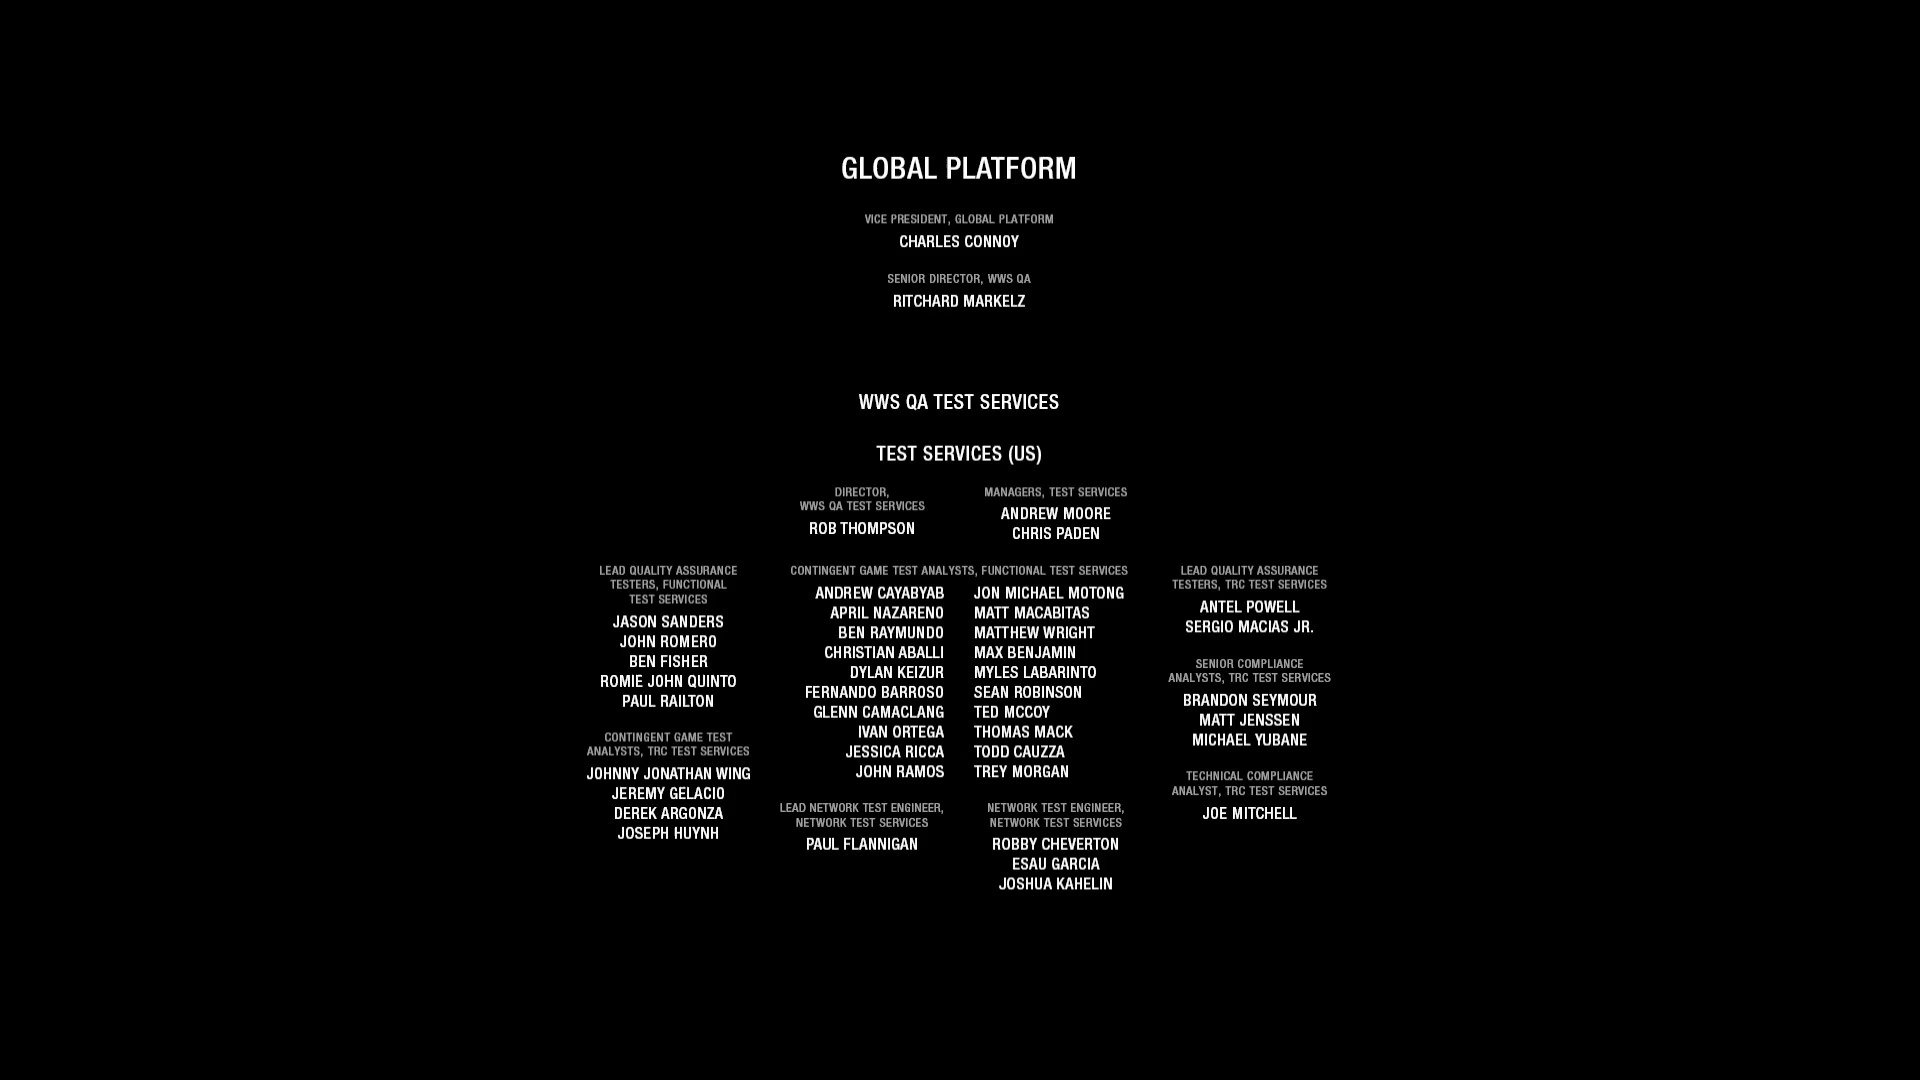 GLOBAL PLATFORM
VICE PRESIDENT, GLOBAL PLATFORM
CHARLES CONNOY
SENIOR DIRECTOR, WWS QA
RITCHARD MARKELZ
WWS QA TEST SERVICES
TEST SERVICES (US)
DIRECTOR,
WWS QA TEST SERVICES
ROB THOMPSON
MANAGERS, TEST SERVICES
ANDREW MOORE
CHRIS PADEN
LEAD QUALITY ASSURANCE
TESTERS, FUNCTIONAL
TEST SERVICES
JASON SANDERS
JOHN ROMERO
BEN FISHER
ROMIE JOHN QUINTO
PAUL RAILTON
CONTINGENT GAME TEST
ANALYSTS, TRC TEST SERVICES
JOHNNY JONATHAN WING
JEREMY GELACIO
DEREK ARGONZA
JOSEPH HUYNH
CONTINGENT GAME TEST ANALYSTS, FUNCTIONAL TEST SERVICES
ANDREW CAYABYAB
APRIL NAZARENO
BEN RAYMUNDO
CHRISTIAN ABALLI
DYLAN KEIZUR
FERNANDO BARROSO
GLENN CAMACLANG
IVAN ORTEGA
JESSICA RICCA
JOHN RAMOS
JON MICHAEL MOTONG
MATT MACABITAS
MATTHEW WRIGHT
MAX BENJAMIN
MYLES LABARINTO
SEAN ROBINSON
TED MCCOY
THOMAS MACK
TODD CAUZZA
TREY MORGAN
LEAD NETWORK TEST ENGINEER,
NETWORK TEST SERVICES
PAUL FLANNIGAN
NETWORK TEST ENGINEER,
NETWORK TEST SERVICES
ROBBY CHEVERTON
ESAU GARCIA
JOSHUA KAHELIN
LEAD QUALITY ASSURANCE
TESTERS, TRC TEST SERVICES
ANTEL POWELL
SERGIO MACIAS JR.
SENIOR COMPLIANCE
ANALYSTS, TRC TEST SERVICES
BRANDON SEYMOUR
MATT JENSSEN
MICHAEL YUBANE
TECHNICAL COMPLIANCE
ANALYST, TRC TEST SERVICES
JOE MITCHELL